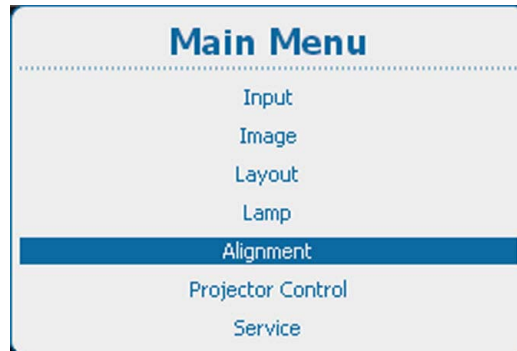 Main Menu
Input
Image
Layout
Lamp
Alignment
Projector Control
Service